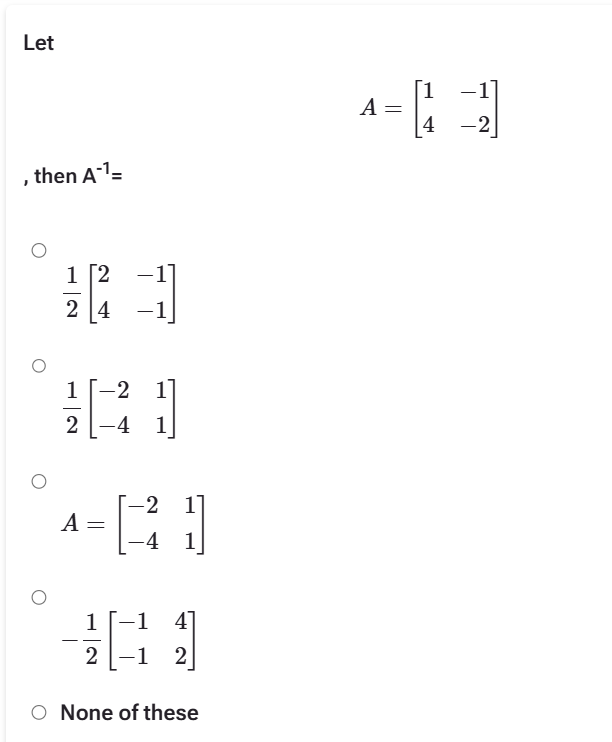 Let
A = [1 −1
4 −2]
, then A⁻¹=
1/2 [2 −1
4 −1]
1/2 [−2 1
−4 1]
A = [−2 1
−4 1]
−1/2 [−1 4
−1 2]
None of these